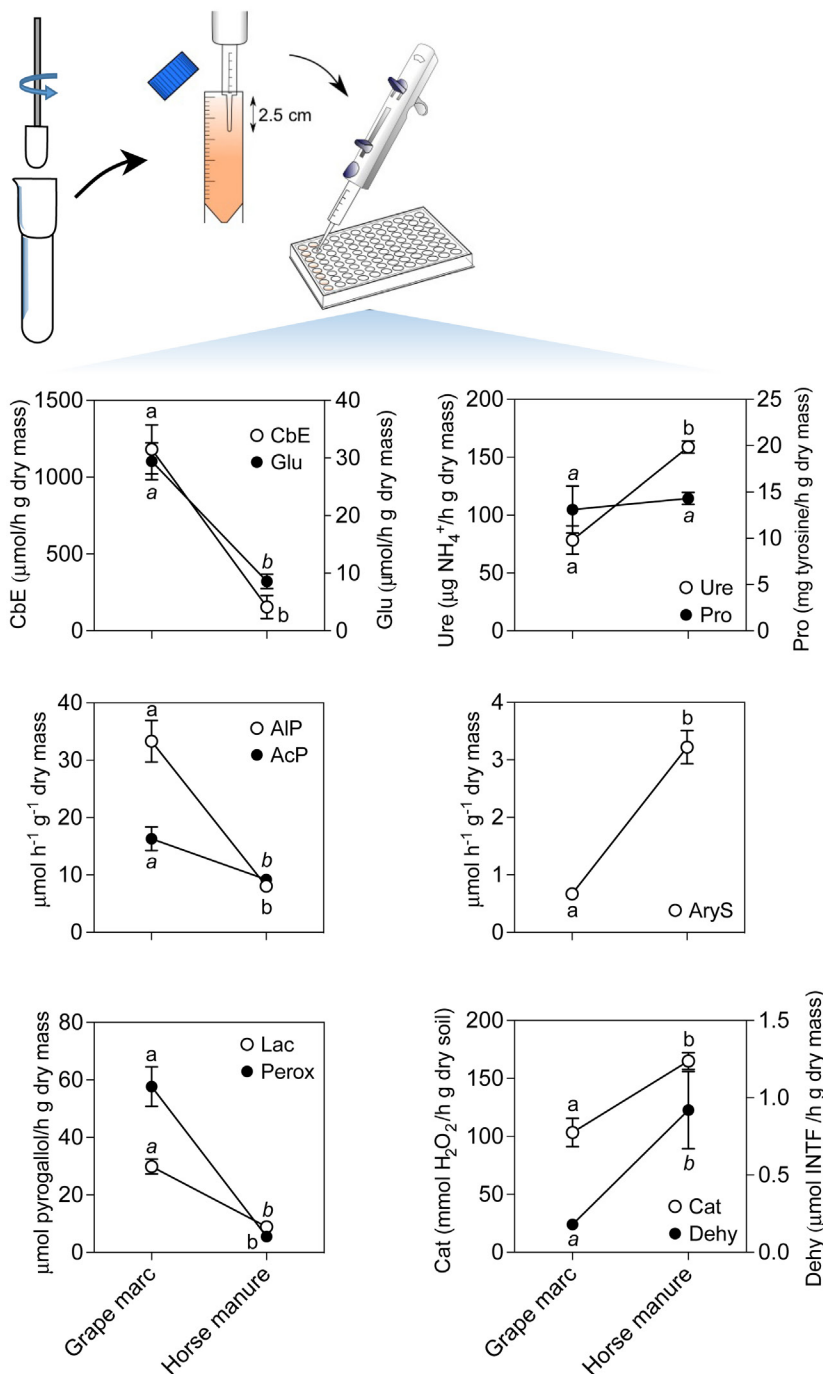 2.5 cm
CbE (μmol/h g dry mass)
1500
1000
500
0
a
a
b
b
CbE
Glu
40
30
20
10
0
Glu (μmol/h g dry mass)
Ure (μg NH₄⁺/h g dry mass)
200
150
100
50
0
a
a
b
a
Ure
Pro
25
20
15
10
5
0
Pro (mg tyrosine/h g dry mass)
μmol h⁻¹ g⁻¹ dry mass
40
30
20
10
0
a
a
b
b
AlP
AcP
μmol h⁻¹ g⁻¹ dry mass
4
3
2
1
0
a
b
AryS
μmol pyrogallol/h g dry mass
80
60
40
20
0
a
a
b
b
Lac
Perox
Grape marc
Horse manure
Cat (mmol H₂O₂/h g dry soil)
200
150
100
50
0
a
a
b
b
Cat
Dehy
1.5
1.0
0.5
0.0
Dehy (μmol INTF /h g dry mass)
Grape marc
Horse manure